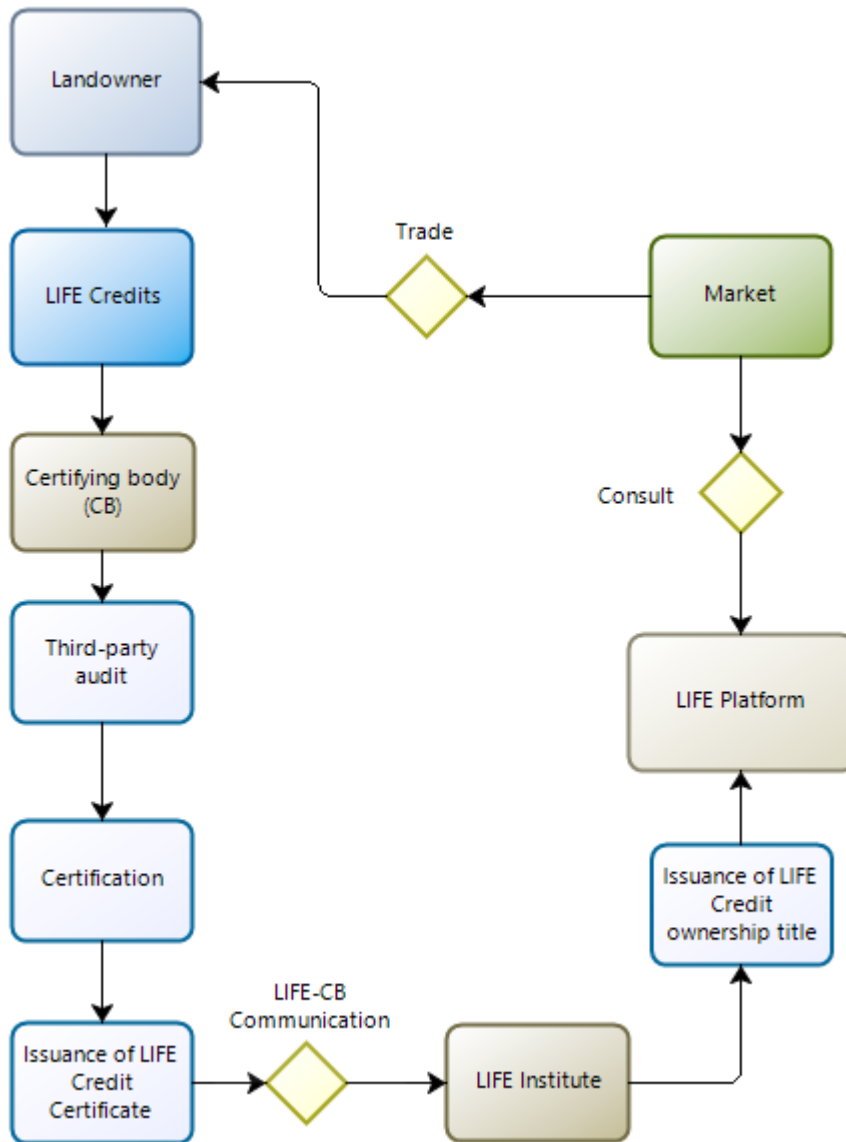 Landowner
Trade
LIFE Credits
Market
Certifying body
(CB)
Consult
Third-party
audit
LIFE Platform
Certification
Issuance of LIFE
Credit
ownership title
LIFE-CB
Communication
Issuance of LIFE
Credit
Certificate
LIFE Institute